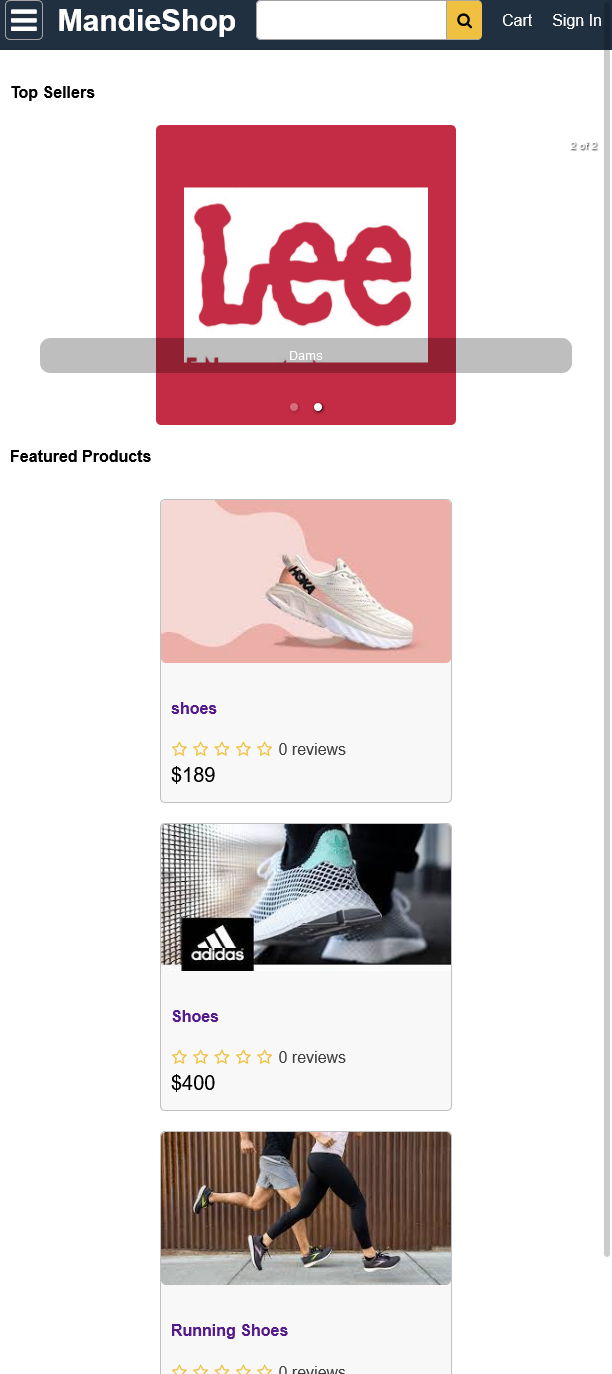 MandieShop
Cart
Sign In
Top Sellers
2 of 2
Lee
Dams
Featured Products
HOKA
shoes
0 reviews
$189
adidas
Shoes
0 reviews
$400
Running Shoes
0 reviews